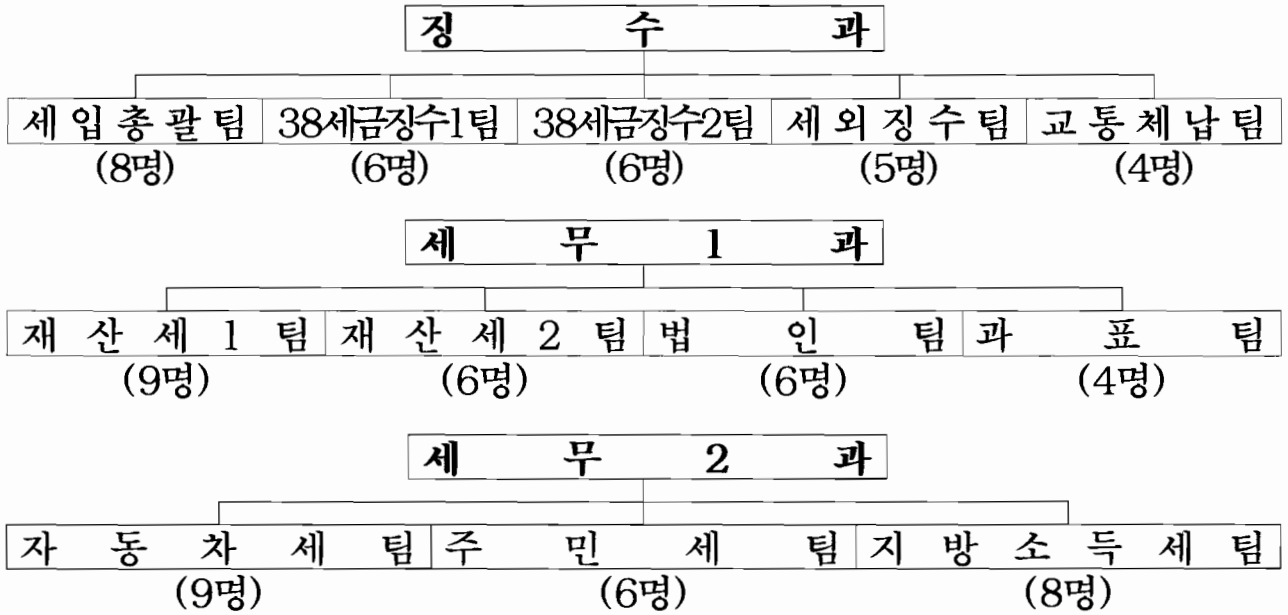 징 수 과
세 입 총 괄 팀 38세금징수1팀 38세금징수2팀 세 외 징 수 팀 교 통 체 납 팀
(8명) (6명) (6명) (5명) (4명)
세 무 1 과
재 산 세 1 팀 재 산 세 2 팀 법 인 팀 과 표 팀
(9명) (6명) (6명) (4명)
세 무 2 과
자 동 차 세 팀 주 민 세 팀 지 방 소 득 세 팀
(9명) (6명) (8명)